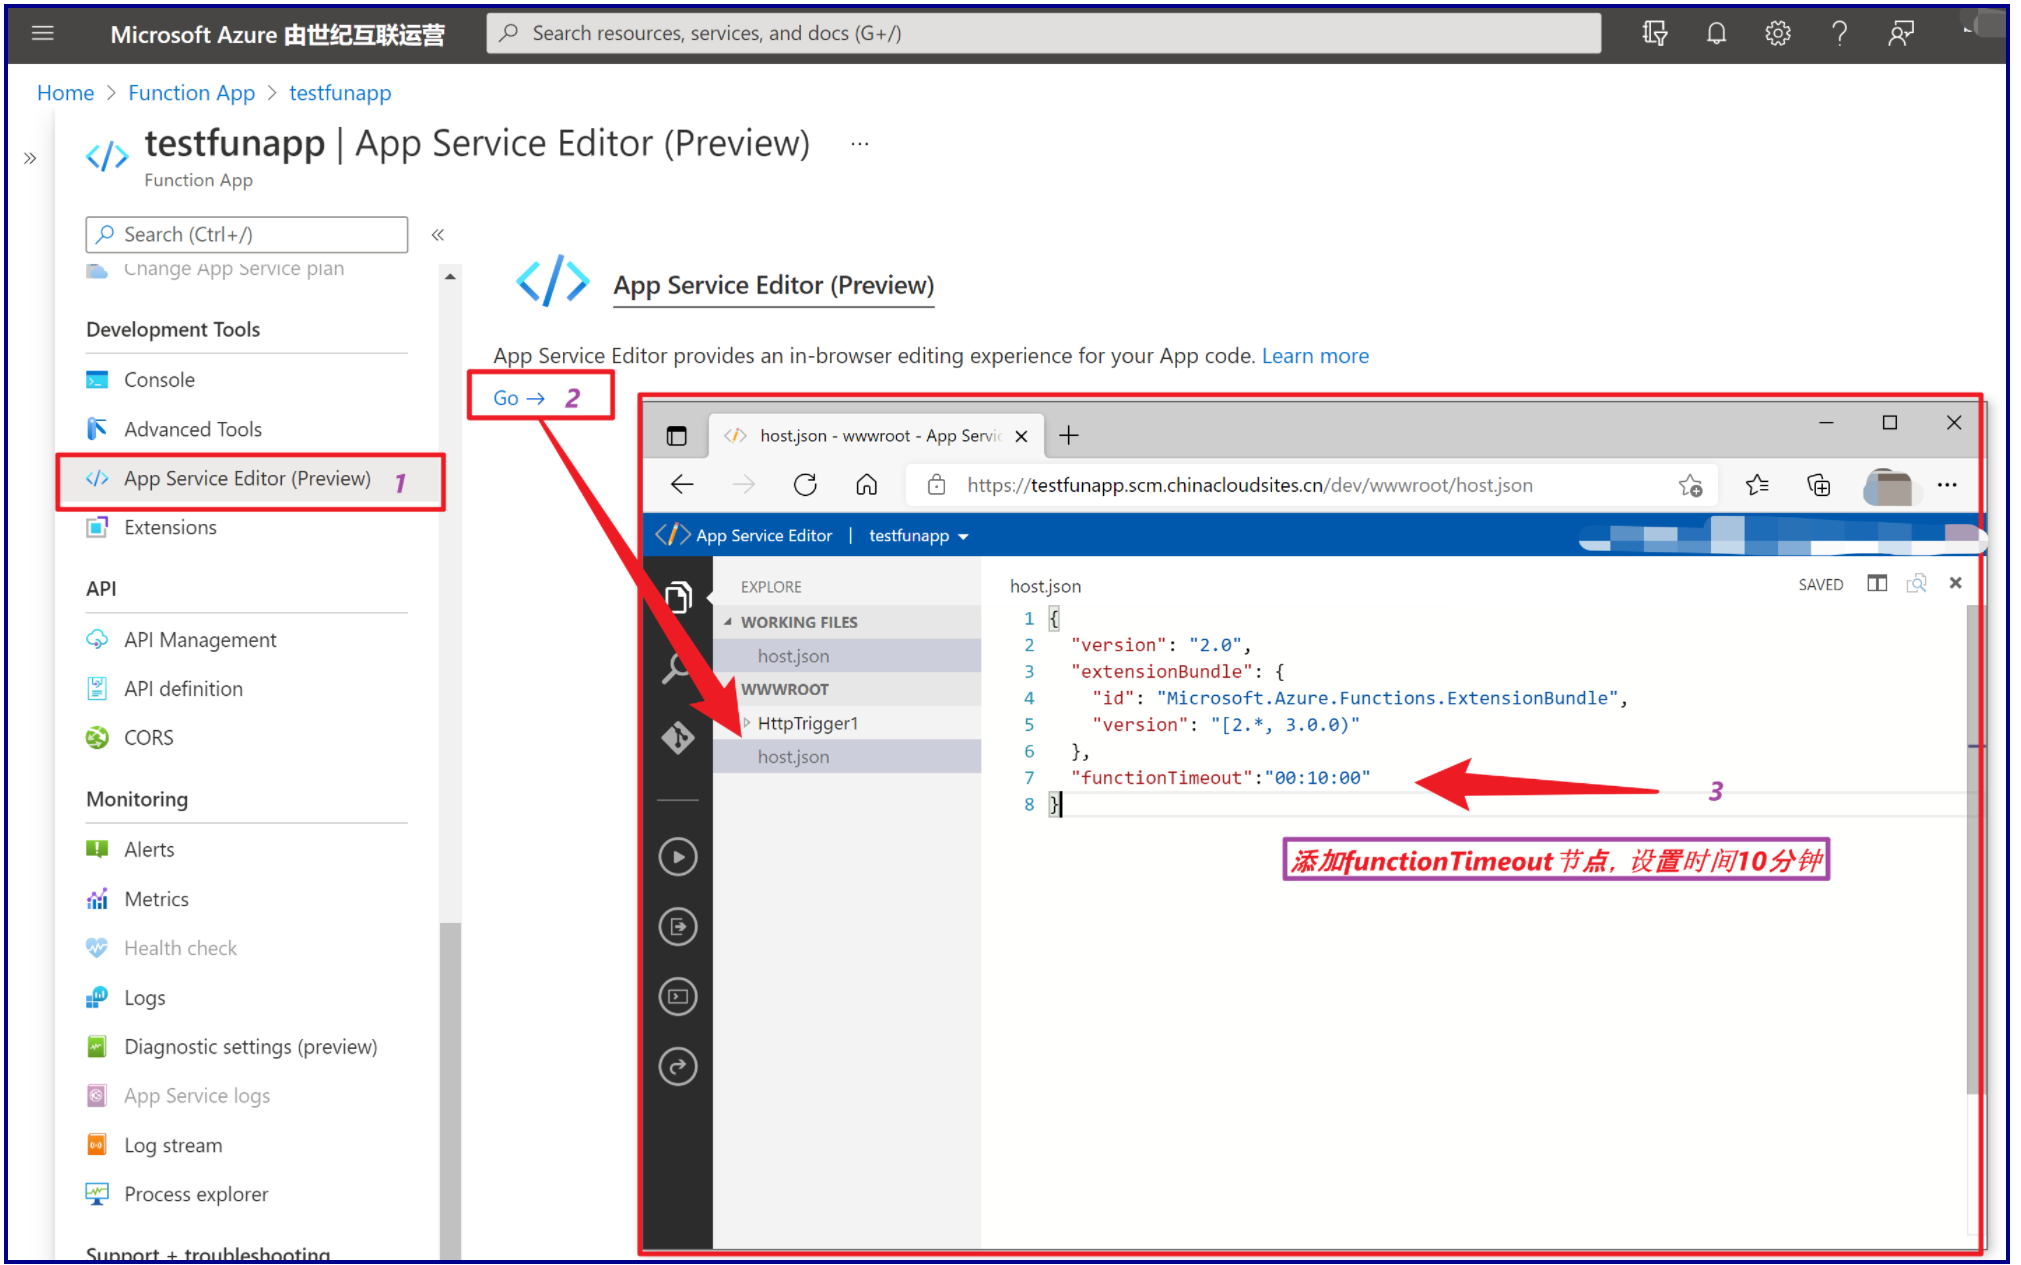 Microsoft Azure 由世纪互联运营
Search resources, services, and docs (G+/)
Home > Function App > testfunapp
testfunapp | App Service Editor (Preview) ...
Function App
Search (Ctrl+/)
Change App Service plan
Development Tools
Console
Advanced Tools
App Service Editor (Preview) 1
Extensions
API
API Management
API definition
CORS
Monitoring
Alerts
Metrics
Health check
Logs
Diagnostic settings (preview)
App Service logs
Log stream
Process explorer
Support + troubleshooting
App Service Editor (Preview)
App Service Editor provides an in-browser editing experience for your App code. Learn more
Go → 2
host.json - wwwroot - App Servic
https://testfunapp.scm.chinacloudsites.cn/dev/wwwroot/host.json
App Service Editor | testfunapp
EXPLORE
WORKING FILES
host.json
WWWROOT
HttpTrigger1
host.json
host.json
SAVED
1 {
2 "version": "2.0",
3 "extensionBundle": {
4 "id": "Microsoft.Azure.Functions.ExtensionBundle",
5 "version": "[2.*, 3.0.0)"
6 },
7 "functionTimeout":"00:10:00"
8 }
3
添加functionTimeout节点，设置时间10分钟